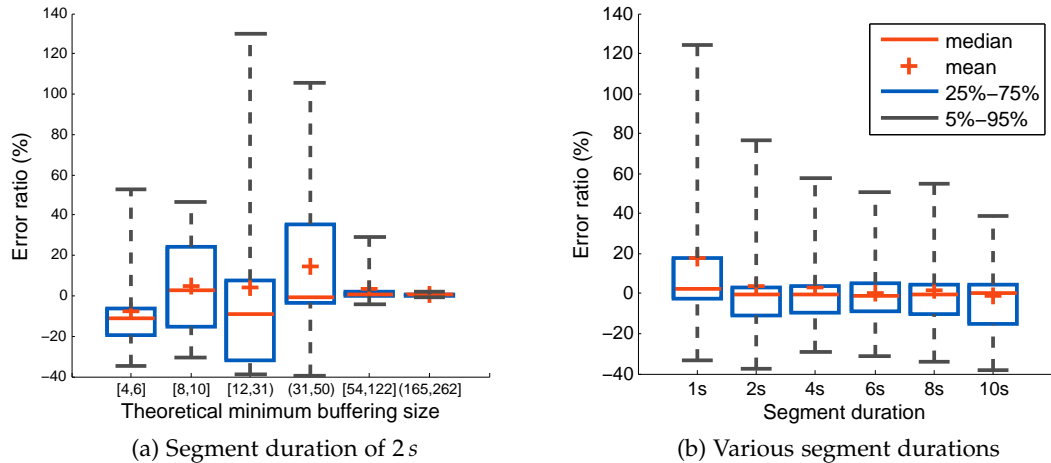 140
120
100
80
60
40
20
0
−20
−40
Error ratio (%)
[4,6] [8,10] [12,31) (31,50) [54,122] (165,262]
Theoretical minimum buffering size
(a) Segment duration of 2 s
140
120
100
80
60
40
20
0
−20
−40
Error ratio (%)
median
mean
25%−75%
5%−95%
1s 2s 4s 6s 8s 10s
Segment duration
(b) Various segment durations